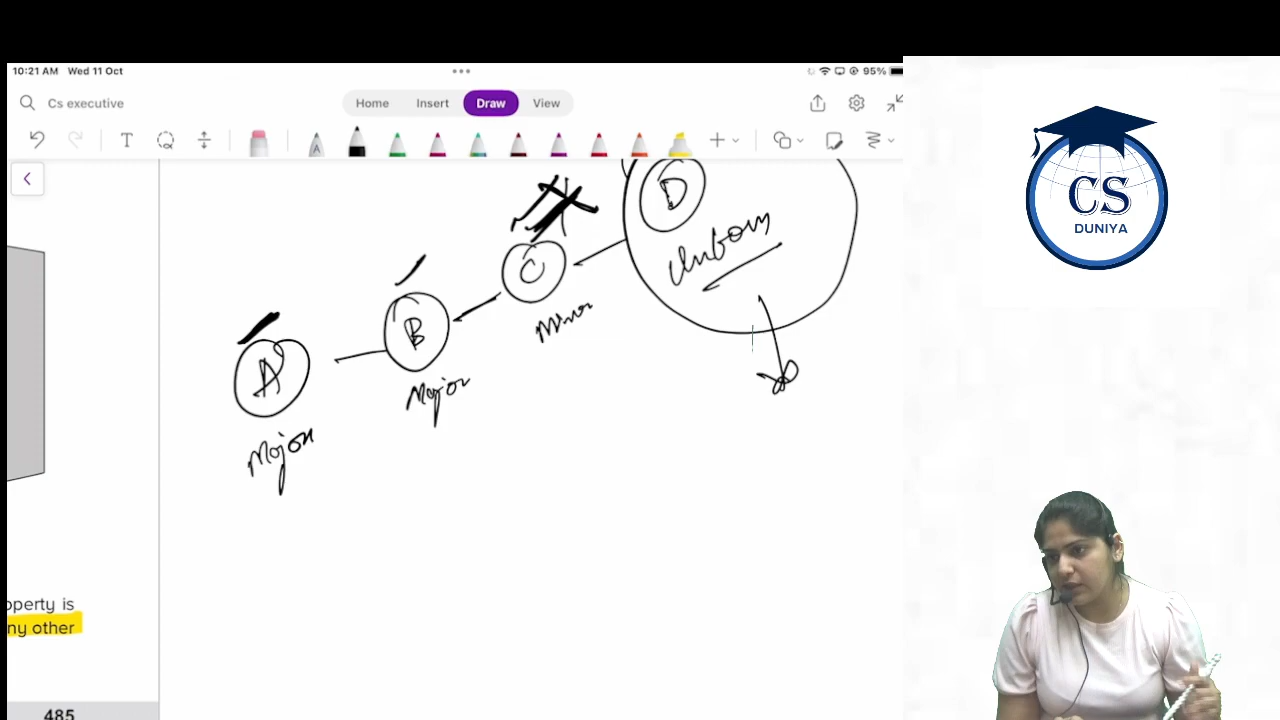 10:21 AM Wed 11 Oct
95%
Cs executive
Home Insert Draw View
T
A
CS
DUNIYA
D
Unborn
C
Minor
B
Major
A
Major
operty is
ny other
485